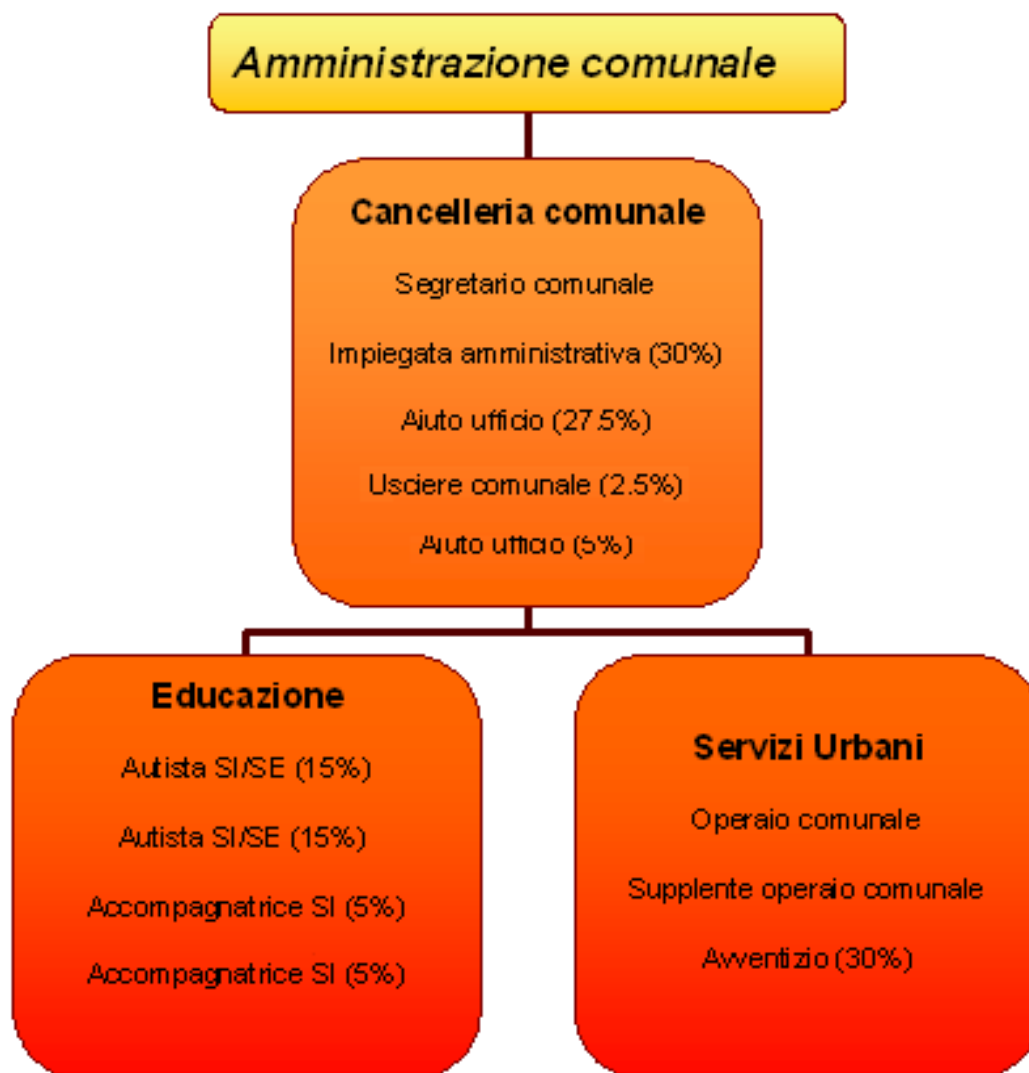 Amministrazione comunale
Cancelleria comunale
Segretario comunale
Impiegata amministrativa (30%)
Aiuto ufficio (27.5%)
Usciere comunale (2.5%)
Aiuto ufficio (5%)
Educazione
Autista SI/SE (15%)
Autista SI/SE (15%)
Accompagnatrice SI (5%)
Accompagnatrice SI (5%)
Servizi Urbani
Operaio comunale
Supplente operaio comunale
Avventizio (30%)